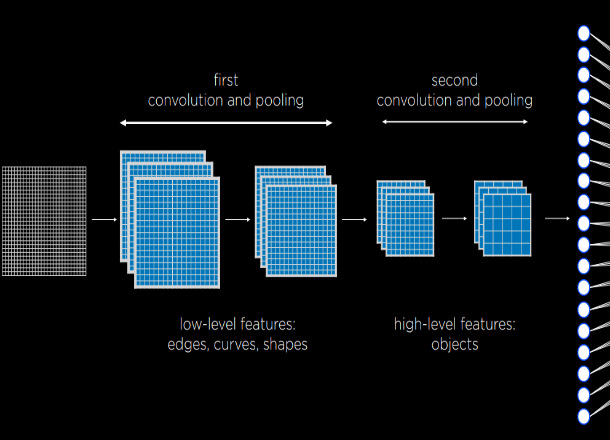 first
convolution and pooling
second
convolution and pooling
low-level features:
edges, curves, shapes
high-level features:
objects